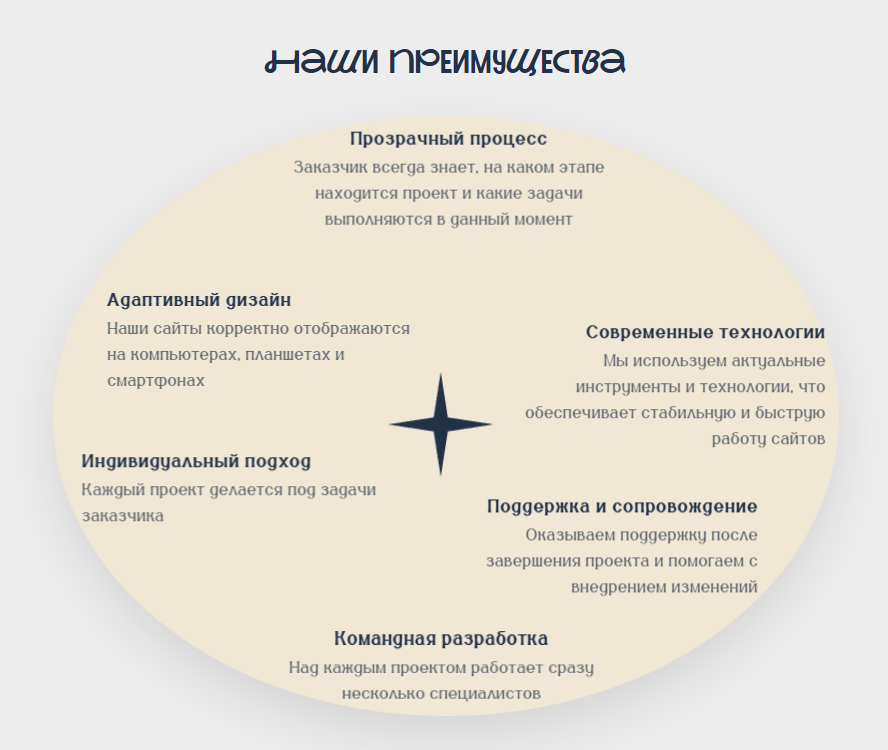 Наши преимущества
Прозрачный процесс
Заказчик всегда знает, на каком этапе
находится проект и какие задачи
выполняются в данный момент
Адаптивный дизайн
Наши сайты корректно отображаются
на компьютерах, планшетах и
смартфонах
Современные технологии
Мы используем актуальные
инструменты и технологии, что
обеспечивает стабильную и быструю
работу сайтов
Индивидуальный подход
Каждый проект делается под задачи
заказчика
Поддержка и сопровождение
Оказываем поддержку после
завершения проекта и помогаем с
внедрением изменений
Командная разработка
Над каждым проектом работает сразу
несколько специалистов